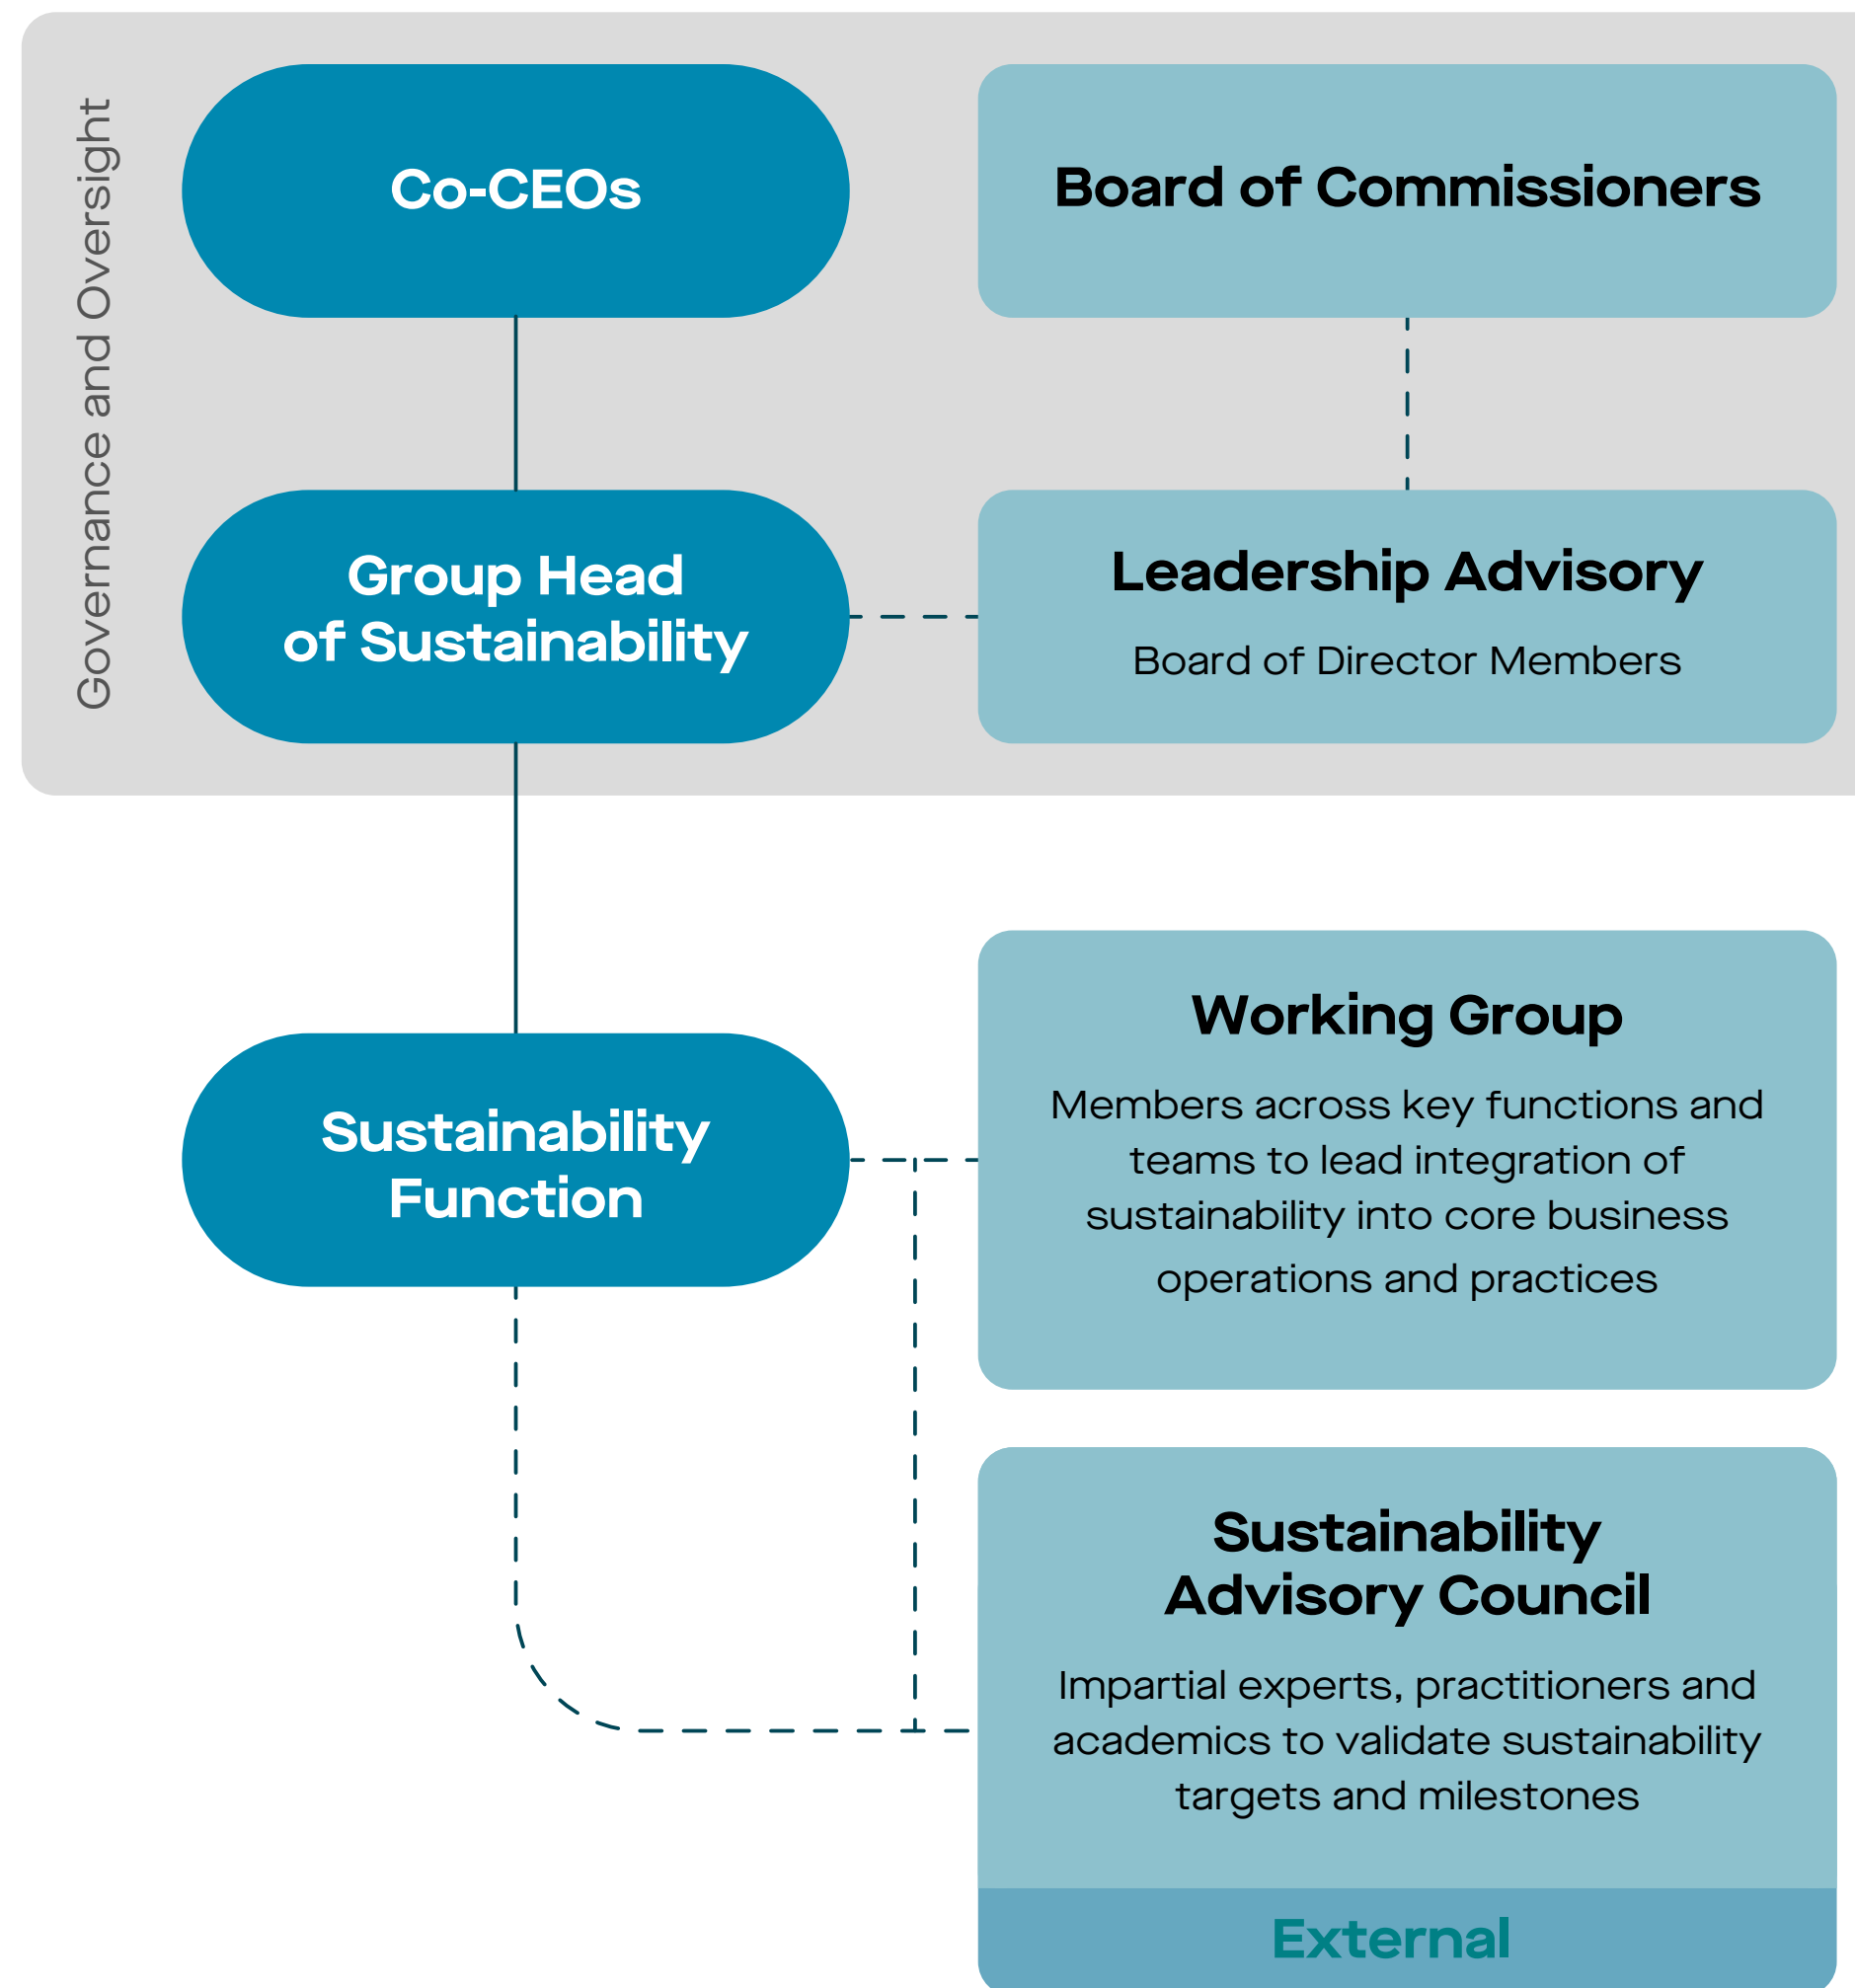 Governance and Oversight
Co-CEOs
Board of Commissioners
Group Head
of Sustainability
Leadership Advisory
Board of Director Members
Sustainability
Function
Working Group
Members across key functions and
teams to lead integration of
sustainability into core business
operations and practices
Sustainability
Advisory Council
Impartial experts, practitioners and
academics to validate sustainability
targets and milestones
External